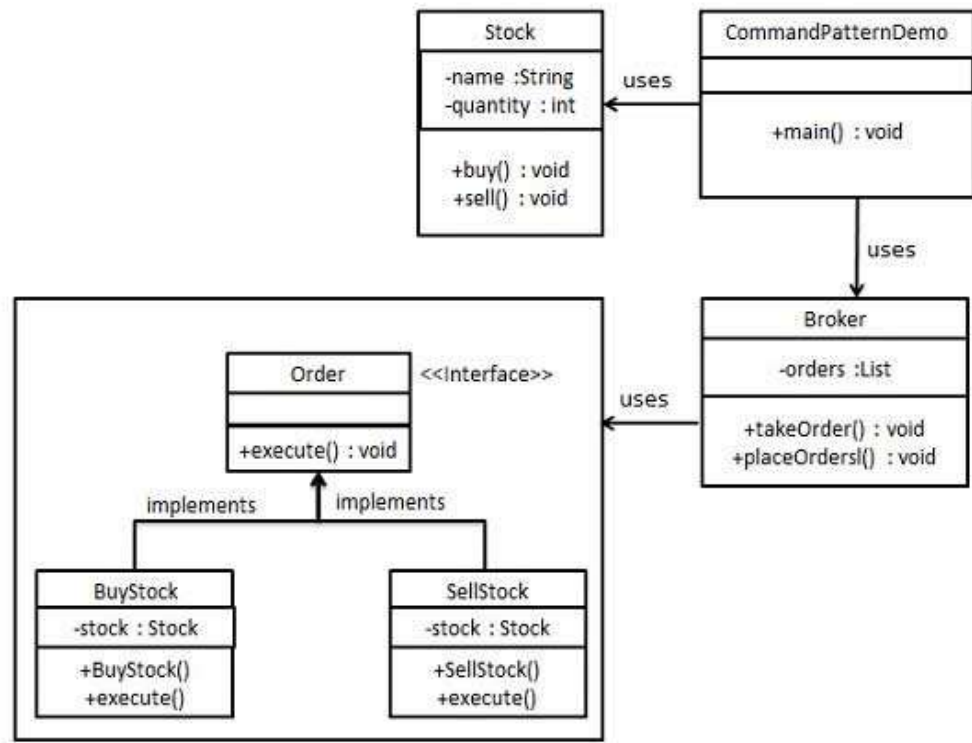 Stock
-name :String
-quantity : int
+buy() : void
+sell() : void
uses
CommandPatternDemo
+main() : void
uses
Broker
-orders :List
+takeOrder() : void
+placeOrdersl() : void
uses
Order
<<Interface>>
+execute() : void
implements
implements
BuyStock
-stock : Stock
+BuyStock()
+execute()
SellStock
-stock : Stock
+SellStock()
+execute()